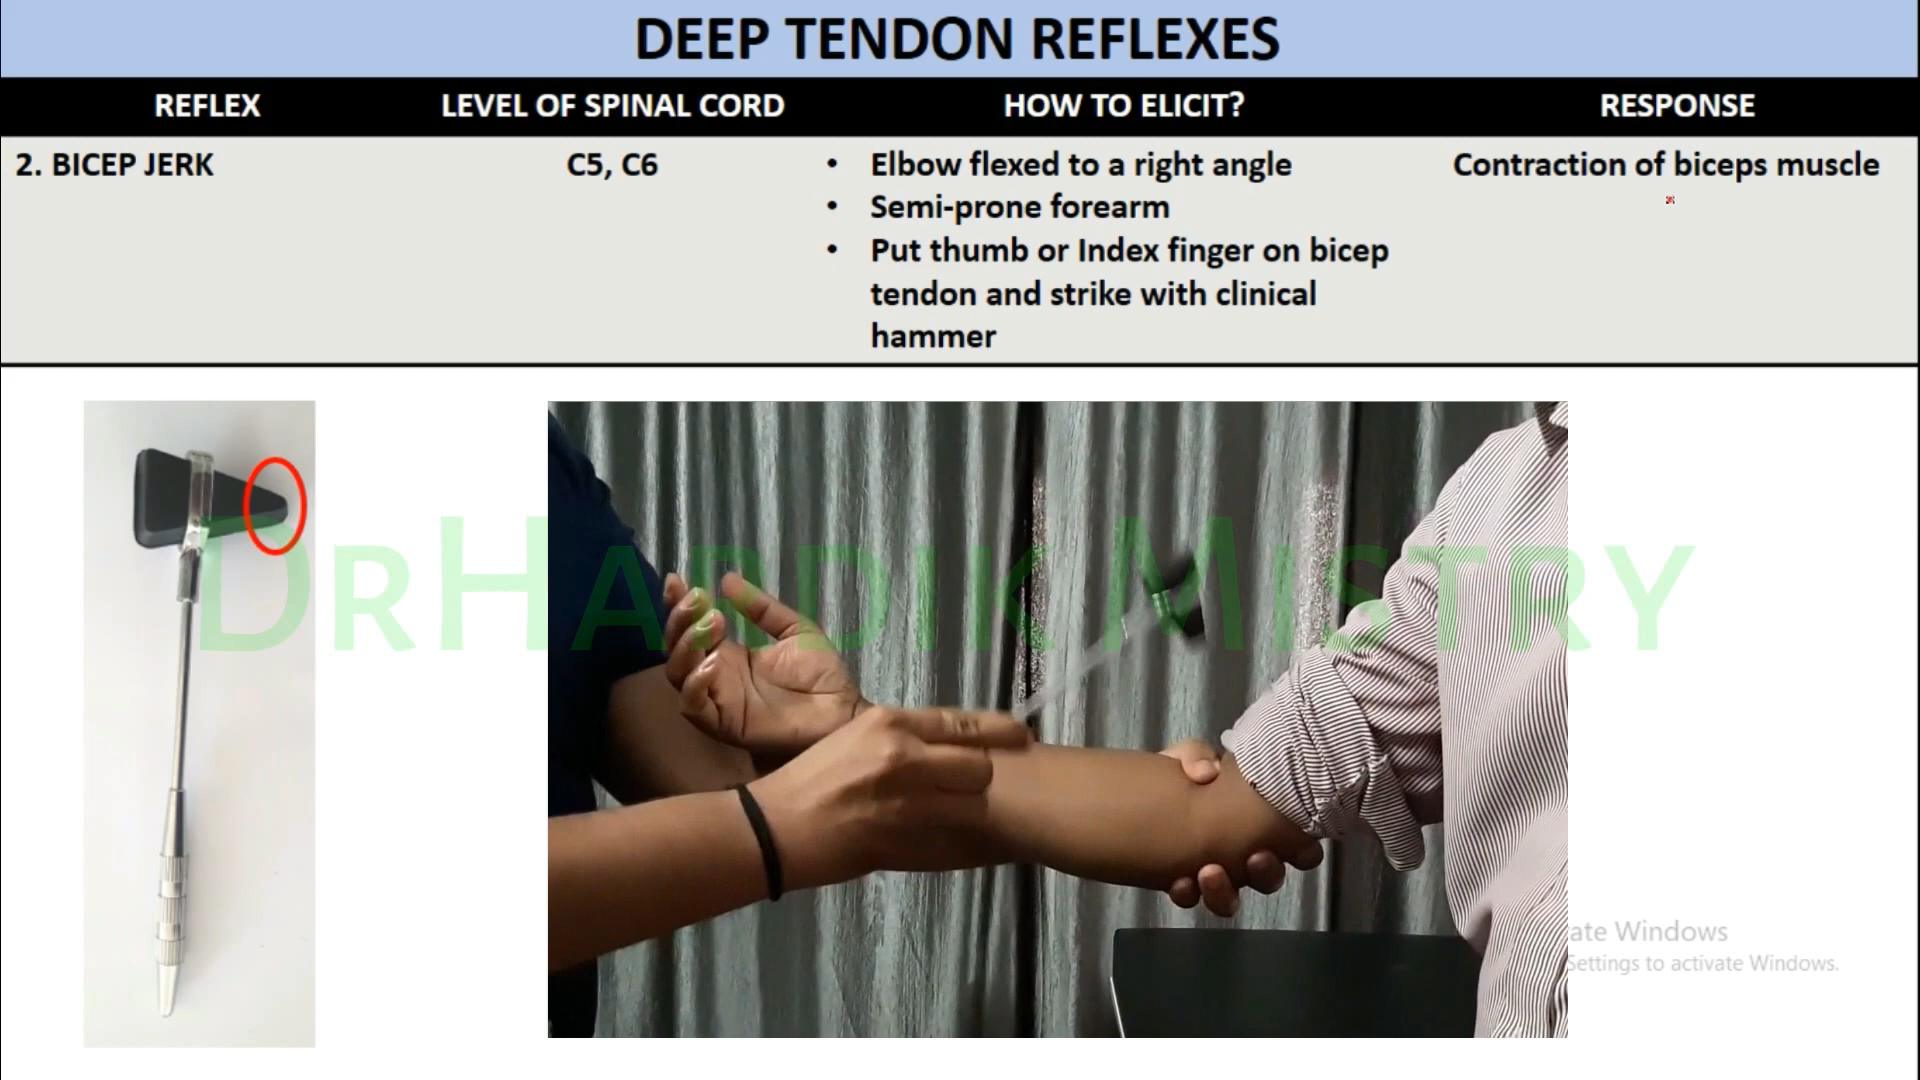 DEEP TENDON REFLEXES
REFLEX LEVEL OF SPINAL CORD HOW TO ELICIT? RESPONSE
2. BICEP JERK C5, C6 • Elbow flexed to a right angle Contraction of biceps muscle
• Semi-prone forearm
• Put thumb or Index finger on bicep
tendon and strike with clinical
hammer
DRHARDIK MISTRY
ate Windows
Settings to activate Windows.